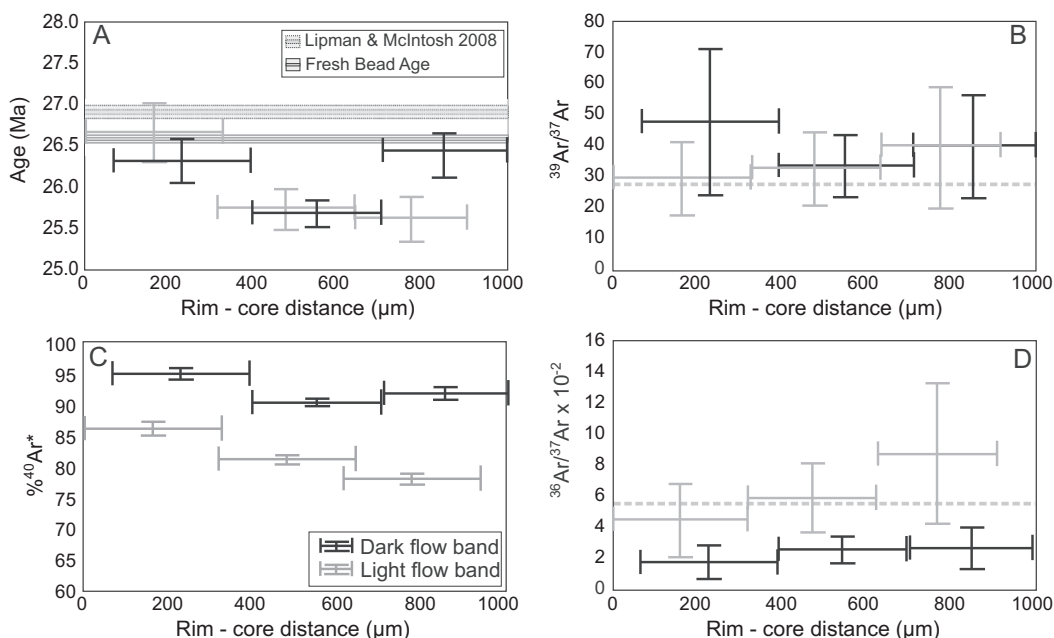 A
Lipman & McIntosh 2008
Fresh Bead Age
Age (Ma)
28.0
27.5
27.0
26.5
26.0
25.5
25.0
0 200 400 600 800 1000
Rim - core distance (µm)
B
³⁹Ar/³⁷Ar
80
70
60
50
40
30
20
10
0
0 200 400 600 800 1000
Rim - core distance (µm)
C
%⁴⁰Ar*
100
95
90
85
80
75
70
65
60
Dark flow band
Light flow band
0 200 400 600 800 1000
Rim - core distance (µm)
D
³⁶Ar/³⁷Ar x 10⁻²
16
14
12
10
8
6
4
2
0
0 200 400 600 800 1000
Rim - core distance (µm)